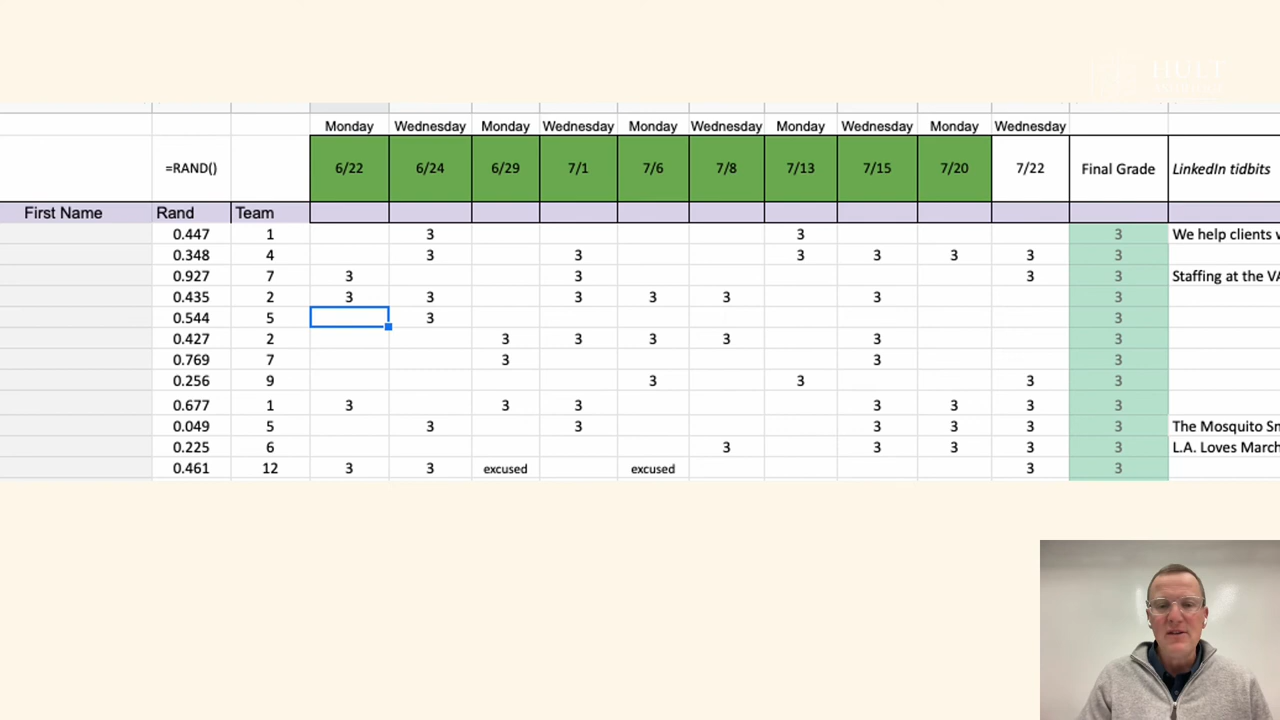 HULT
Monday Wednesday Monday Wednesday Monday Wednesday Monday Wednesday Monday Wednesday
=RAND() 6/22 6/24 6/29 7/1 7/6 7/8 7/13 7/15 7/20 7/22 Final Grade LinkedIn tidbits
First Name Rand Team
0.447 1 3 3 3 We help clients w
0.348 4 3 3 3 3 3 3 3
0.927 7 3 3 3 3 Staffing at the VA
0.435 2 3 3 3 3 3 3 3
0.544 5 3 3
0.427 2 3 3 3 3 3 3
0.769 7 3 3 3
0.256 9 3 3 3 3
0.677 1 3 3 3 3 3 3 3
0.049 5 3 3 3 3 3 3 The Mosquito Sn
0.225 6 3 3 3 3 3 L.A. Loves March
0.461 12 3 3 excused excused 3 3